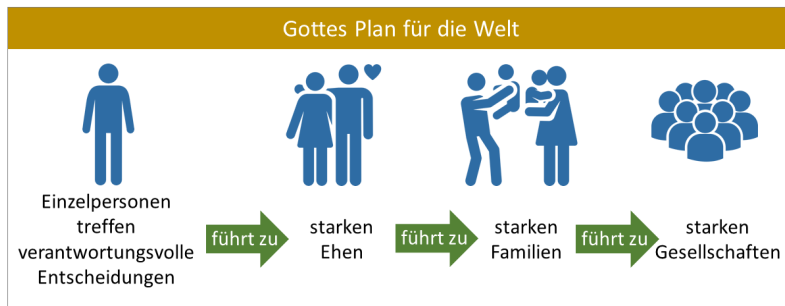 Gottes Plan für die Welt
Einzelpersonen
treffen
verantwortungsvolle
Entscheidungen
führt zu
starken
Ehen
führt zu
starken
Familien
führt zu
starken
Gesellschaften